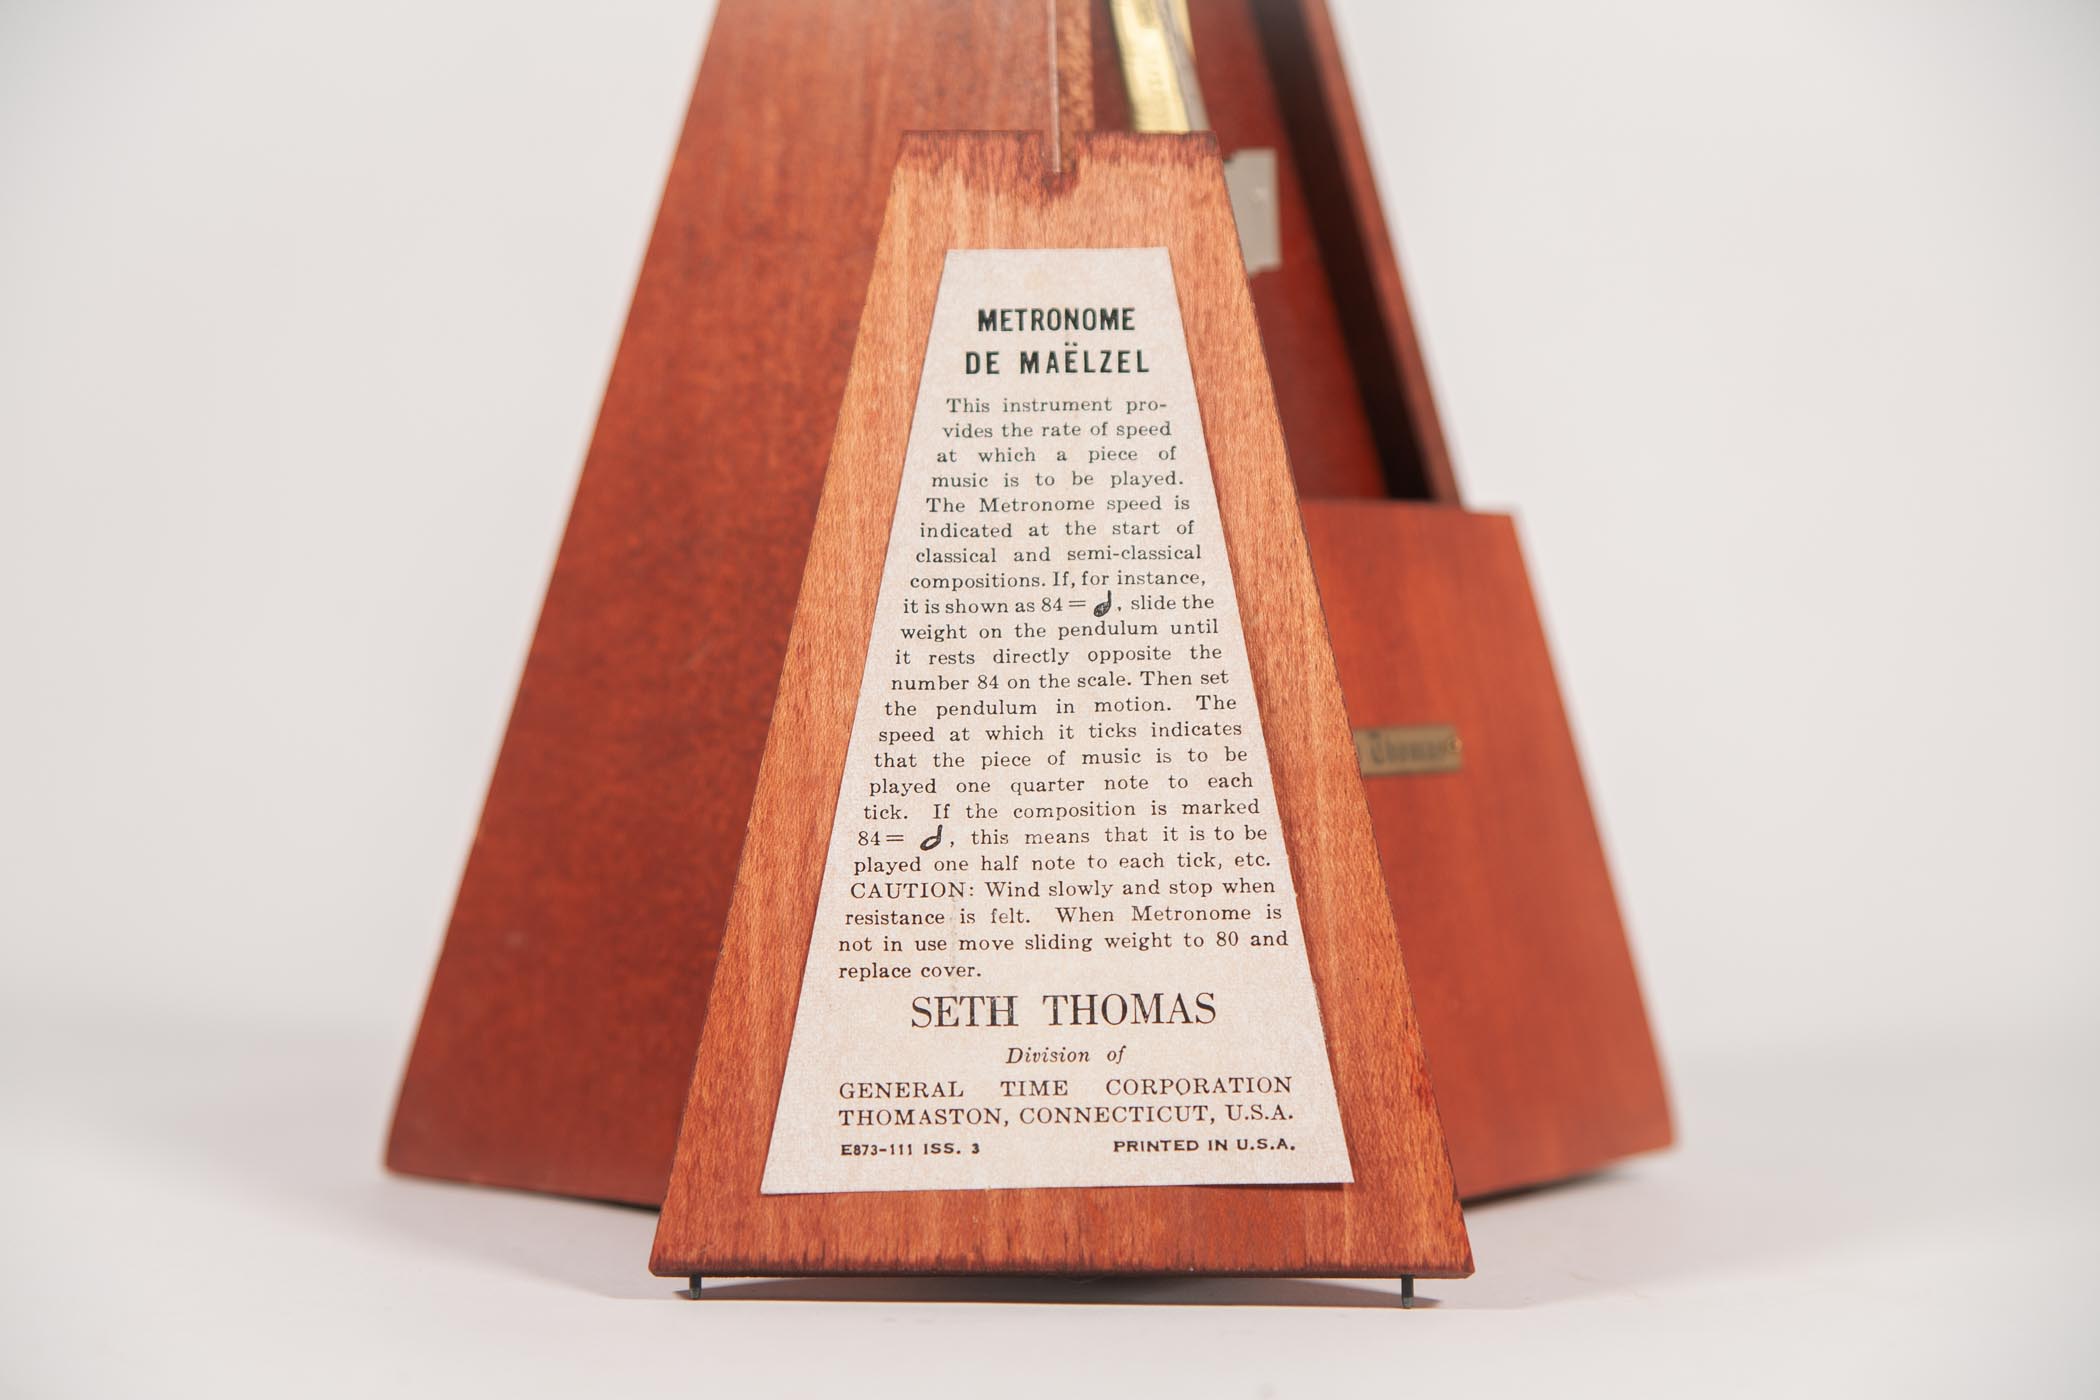 METRONOME
DE MAËLZEL
This instrument pro-
vides the rate of speed
at which a piece of
music is to be played.
The Metronome speed is
indicated at the start of
classical and semi-classical
compositions. If, for instance,
it is shown as 84 = 𝅘𝅥, slide the
weight on the pendulum until
it rests directly opposite the
number 84 on the scale. Then set
the pendulum in motion. The
speed at which it ticks indicates
that the piece of music is to be
played one quarter note to each
tick. If the composition is marked
84 = 𝅗𝅥, this means that it is to be
played one half note to each tick, etc.
CAUTION: Wind slowly and stop when
resistance is felt. When Metronome is
not in use move sliding weight to 80 and
replace cover.
SETH THOMAS
Division of
GENERAL TIME CORPORATION
THOMASTON, CONNECTICUT, U.S.A.
E873-111 ISS. 3 PRINTED IN U.S.A.
Thomas